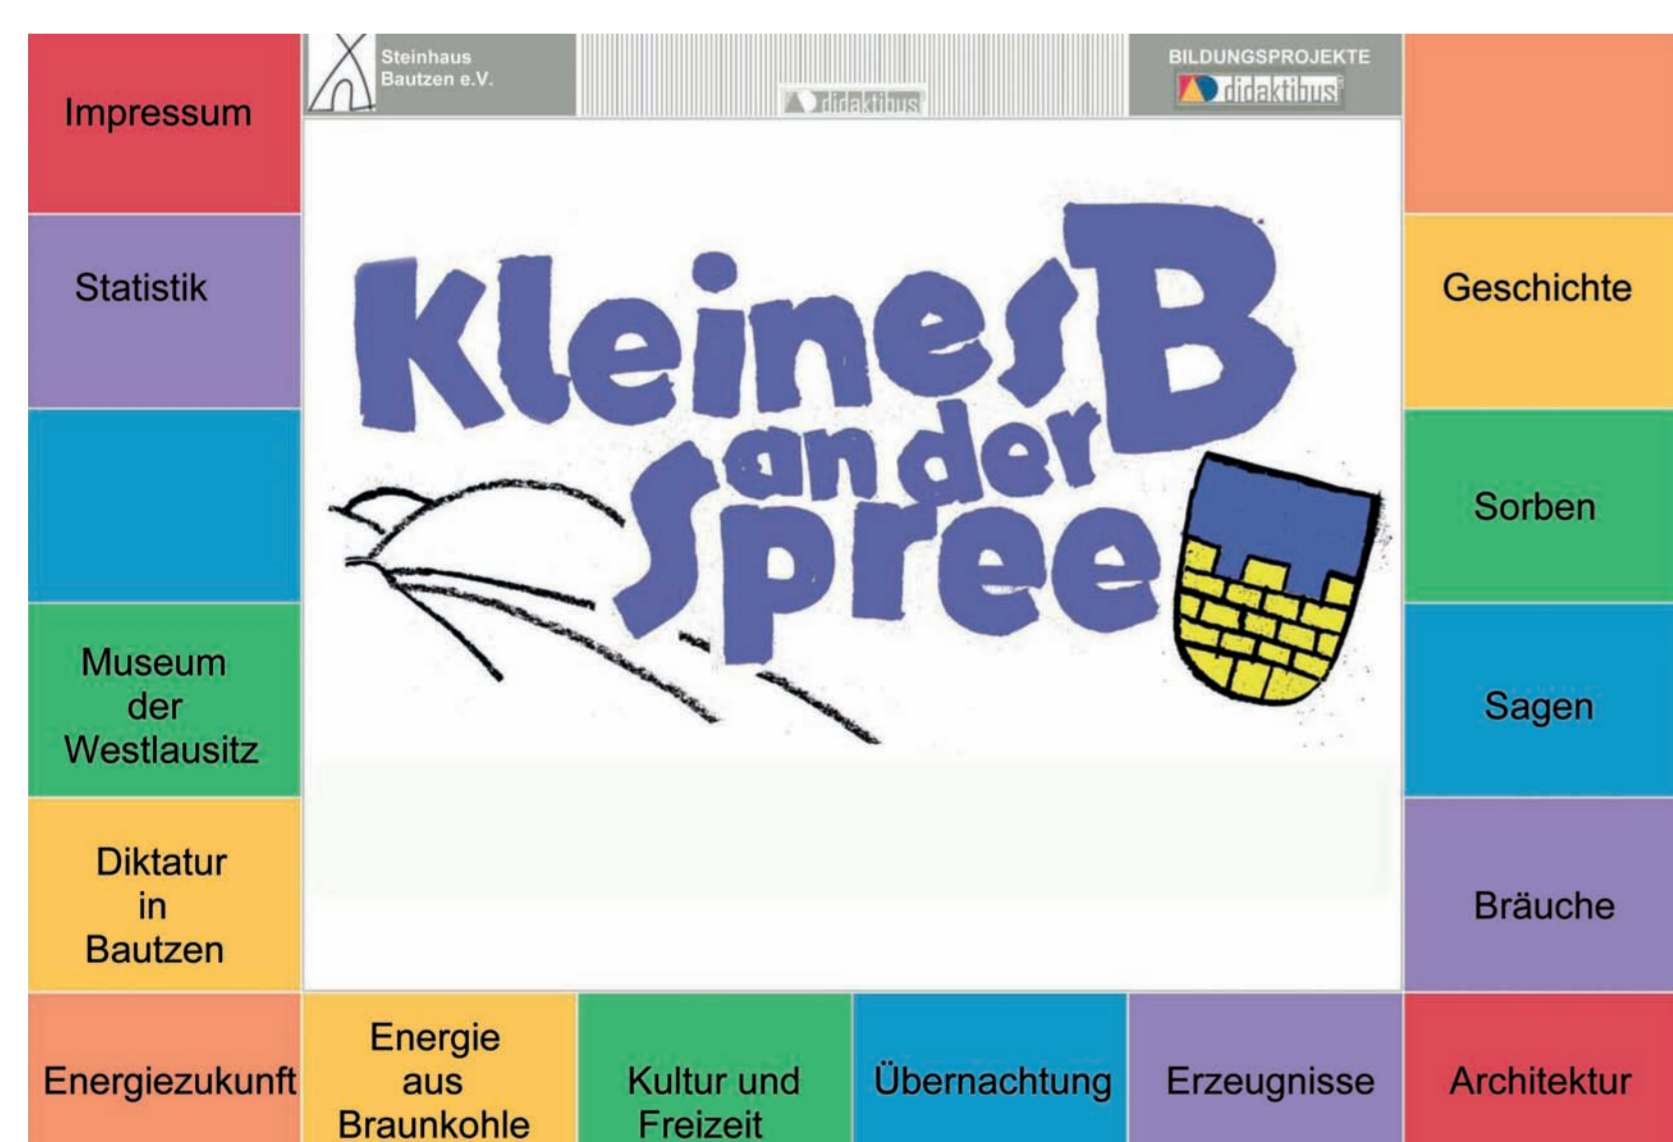 Steinhaus
Bautzen e.V.
didaktibus
BILDUNGSPROJEKTE
didaktibus
Impressum
Statistik
Museum
der
Westlausitz
Diktatur
in
Bautzen
Kleines B
an der
Spree
Geschichte
Sorben
Sagen
Bräuche
Energiezukunft
Energie
aus
Braunkohle
Kultur und
Freizeit
Übernachtung
Erzeugnisse
Architektur